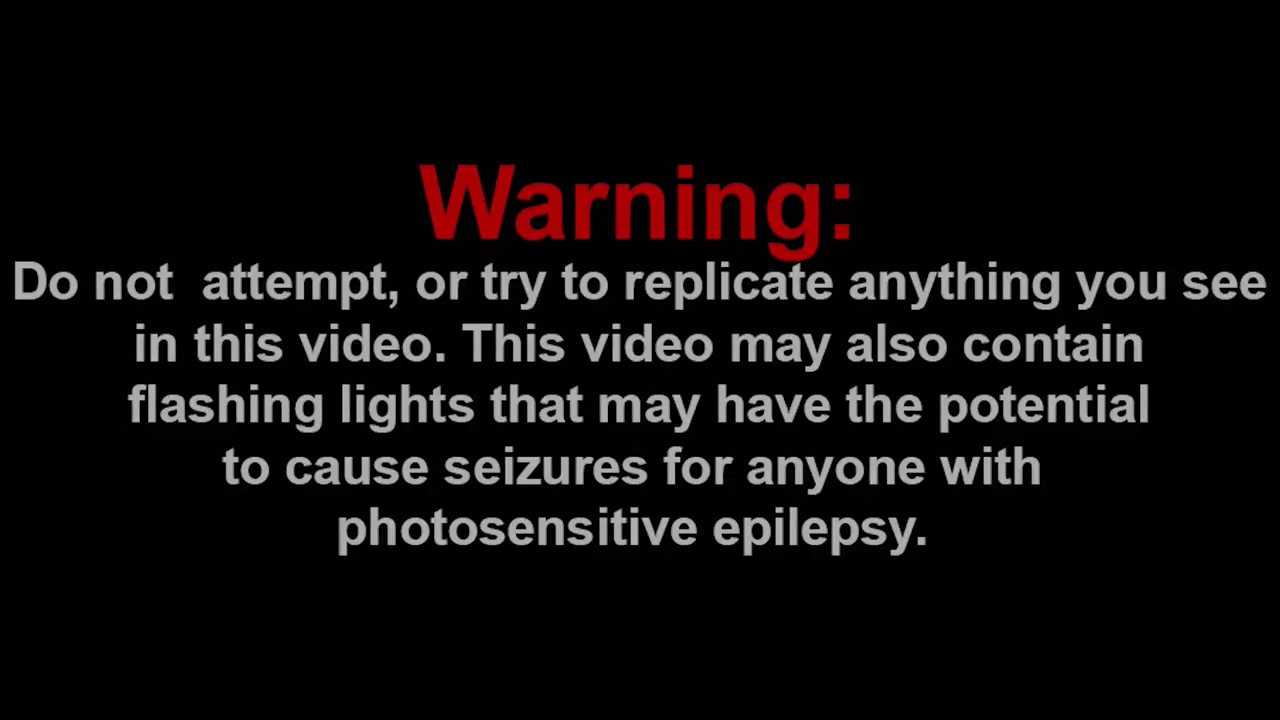 Warning:
Do not  attempt, or try to replicate anything you see
in this video. This video may also contain
flashing lights that may have the potential
to cause seizures for anyone with
photosensitive epilepsy.